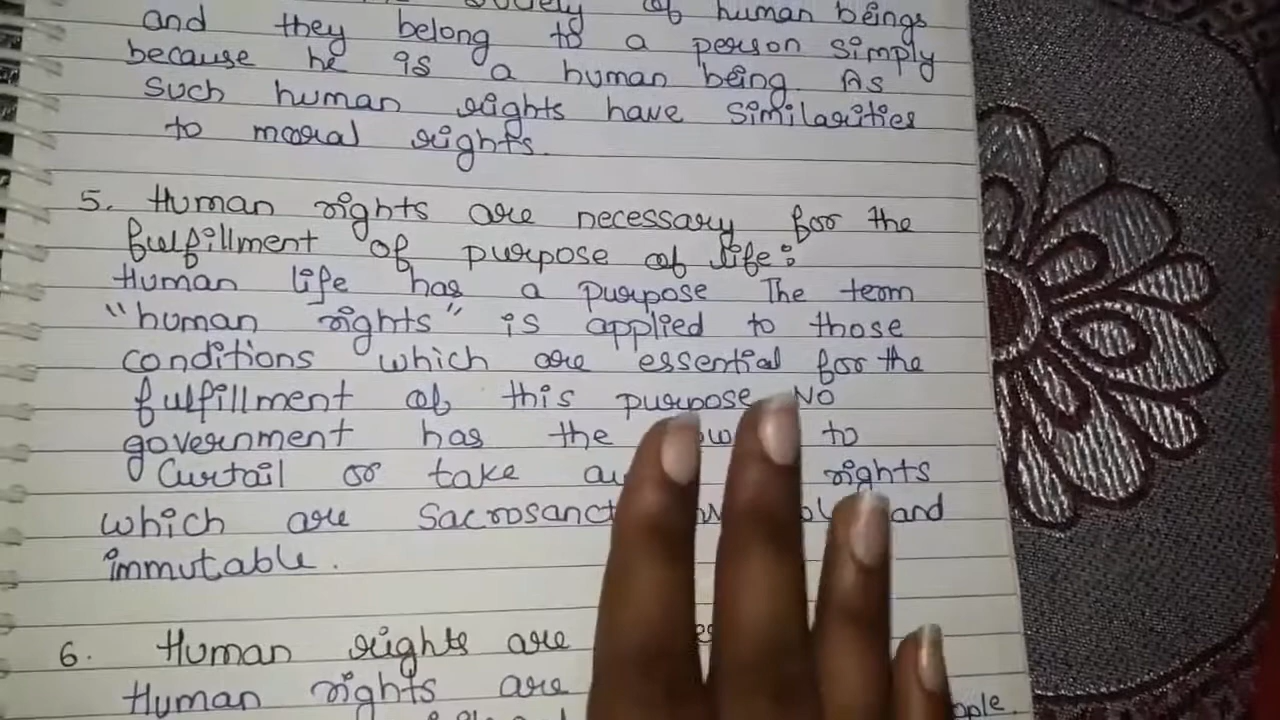 of human beings
and they belong to a person simply
because he is a human being. As
Such human rights have similarities
to moral rights.
5. Human rights are necessary for the
fulfillment of purpose of life:
Human life has a purpose The term
"human rights" is applied to those
conditions which are essential for the
fulfillment of this purpose. No
government has the to
Curtail or take rights
which are Sacrosanct and
immutable.
6. Human rights are
Human rights are